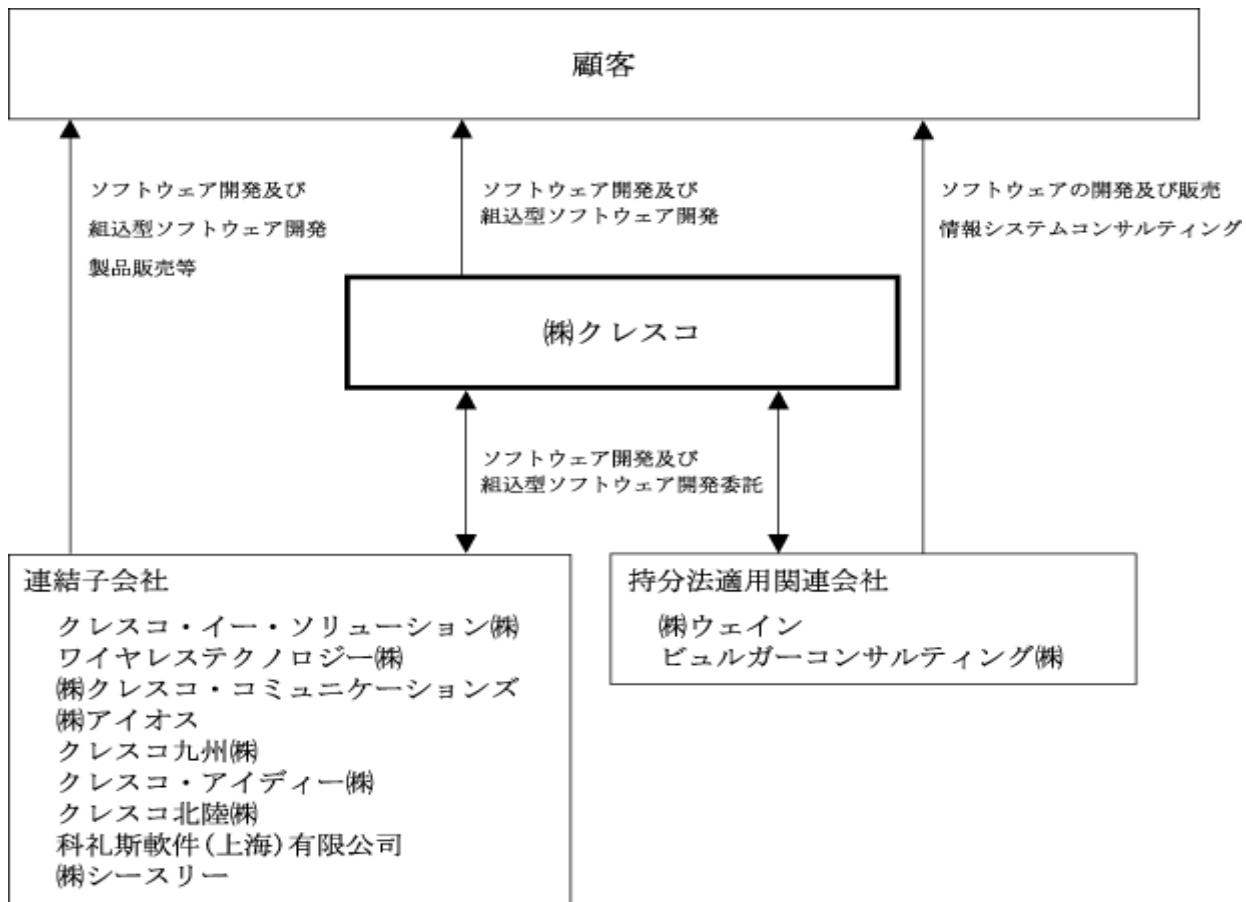 顧客
ソフトウェア開発及び
組込型ソフトウェア開発
製品販売等
ソフトウェア開発及び
組込型ソフトウェア開発
ソフトウェアの開発及び販売
情報システムコンサルティング
㈱クレスコ
ソフトウェア開発及び
組込型ソフトウェア開発委託
連結子会社
クレスコ・イー・ソリューション㈱
ワイヤレステクノロジー㈱
㈱クレスコ・コミュニケーションズ
㈱アイオス
クレスコ九州㈱
クレスコ・アイディー㈱
クレスコ北陸㈱
科礼斯軟件(上海)有限公司
㈱シースリー
持分法適用関連会社
㈱ウェイン
ビュルガーコンサルティング㈱